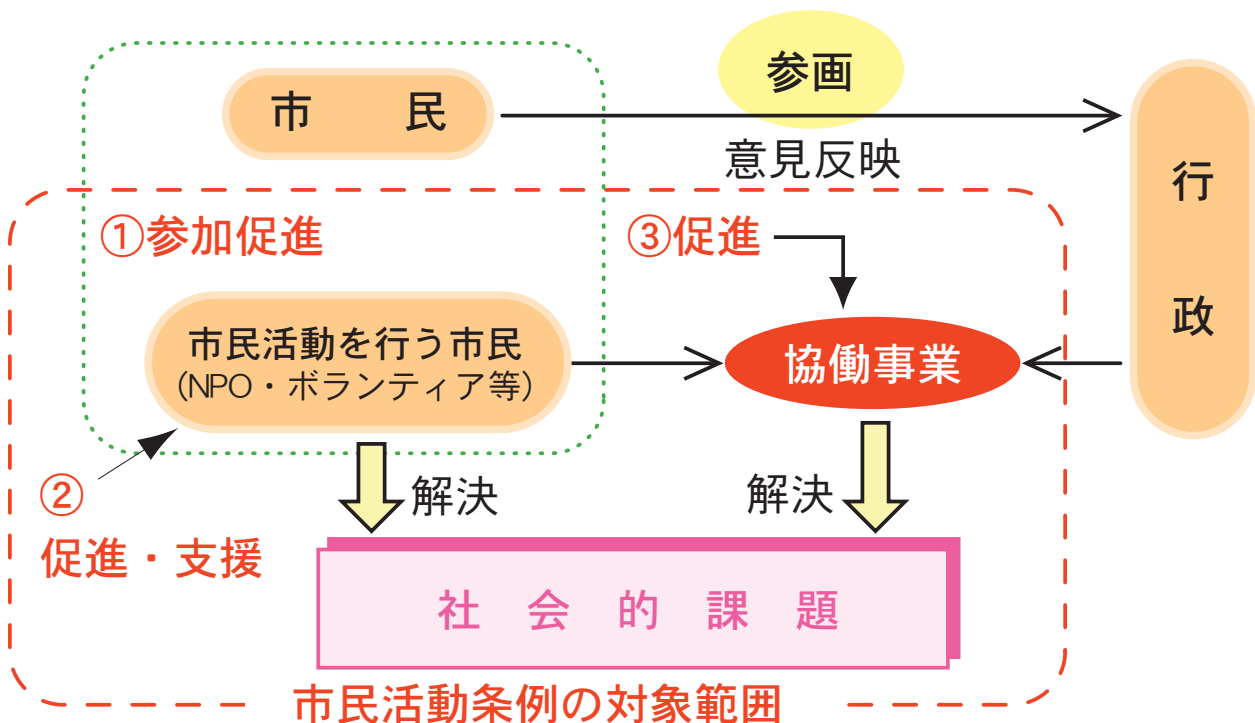 参画
市　民
意見反映
行政
①参加促進
③促進
市民活動を行う市民
（NPO・ボランティア等）
協働事業
②
促進・支援
解決
解決
社会的課題
市民活動条例の対象範囲